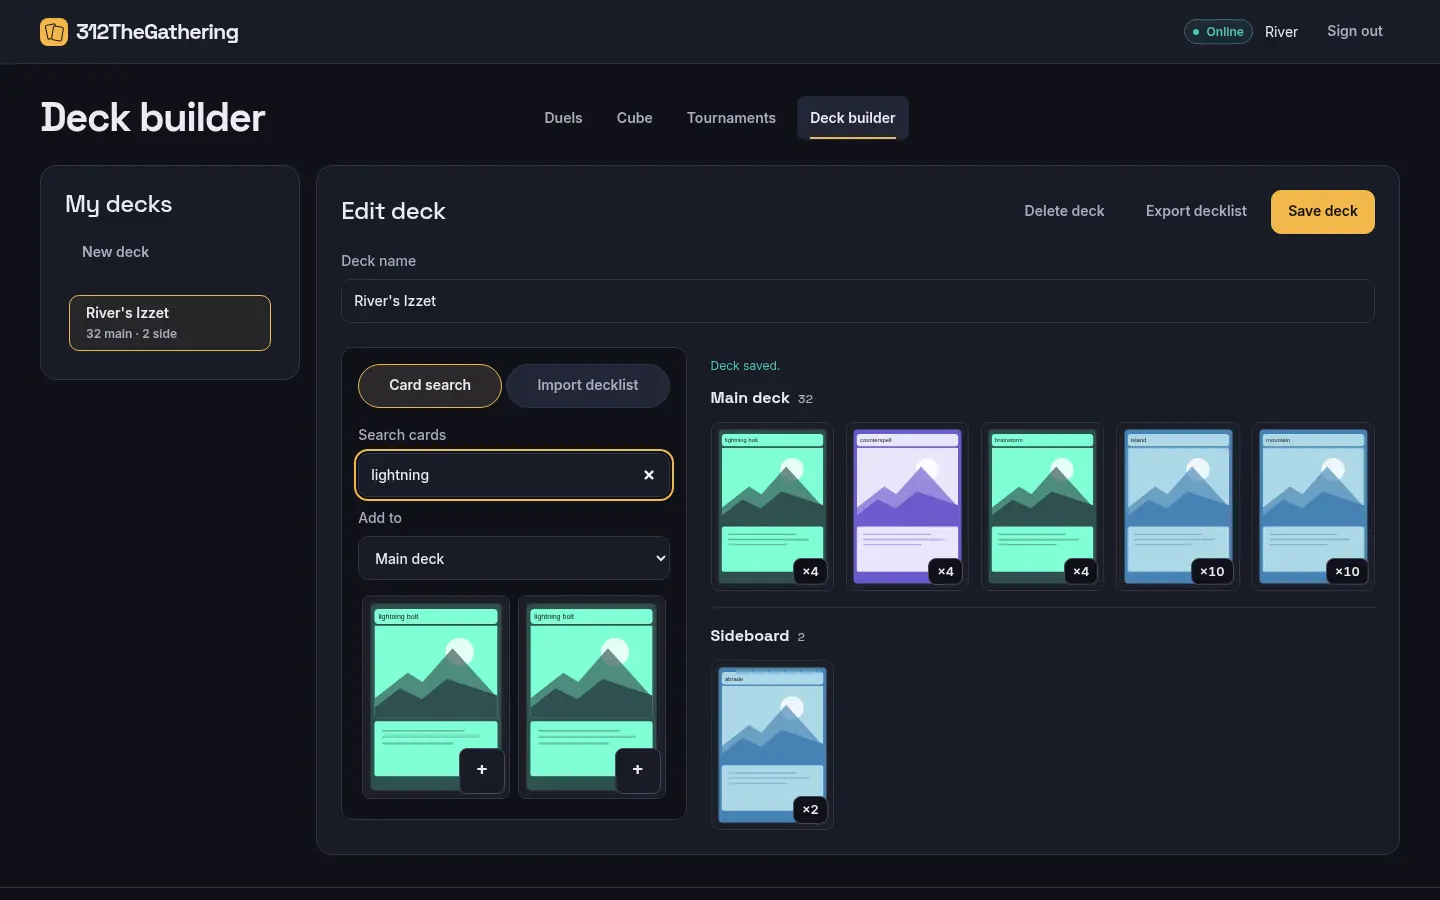 312TheGathering
Online
River
Sign out
Deck builder
Duels
Cube
Tournaments
Deck builder
My decks
New deck
River's Izzet
32 main · 2 side
Edit deck
Delete deck
Export decklist
Save deck
Deck name
River's Izzet
Card search
Import decklist
Search cards
lightning
Add to
Main deck
lightning bolt
+
lightning bolt
+
Deck saved.
Main deck 32
lightning bolt
×4
counterspell
×4
brainstorm
×4
island
×10
mountain
×10
Sideboard 2
abrade
×2